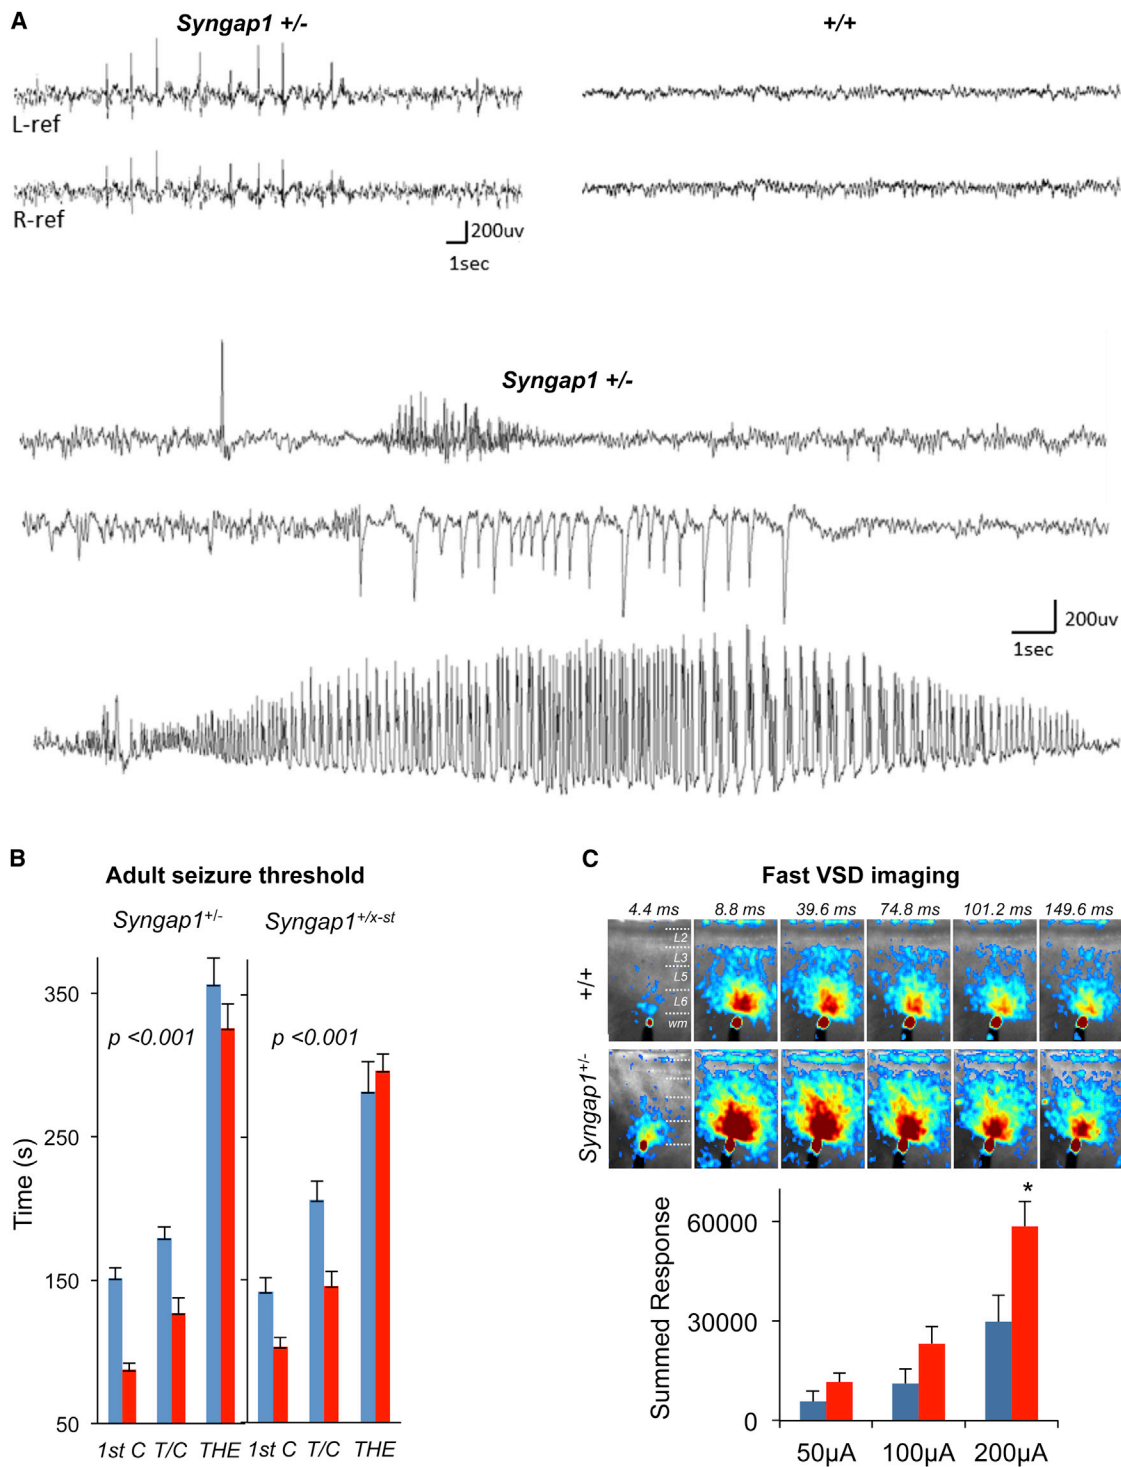 A
Syngap1 +/-
+/+
L-ref
R-ref
200uv
1sec
Syngap1 +/-
200uv
1sec
B
Adult seizure threshold
Syngap1+/-
Syngap1+/x-st
350
p <0.001
p <0.001
250
Time (s)
150
50
1st C T/C THE 1st C T/C THE
C
Fast VSD imaging
4.4 ms 8.8 ms 39.6 ms 74.8 ms 101.2 ms 149.6 ms
+/+
L2
L3
L5
L6
wm
Syngap1+/-
Summed Response
*
60000
30000
0
50μA 100μA 200μA